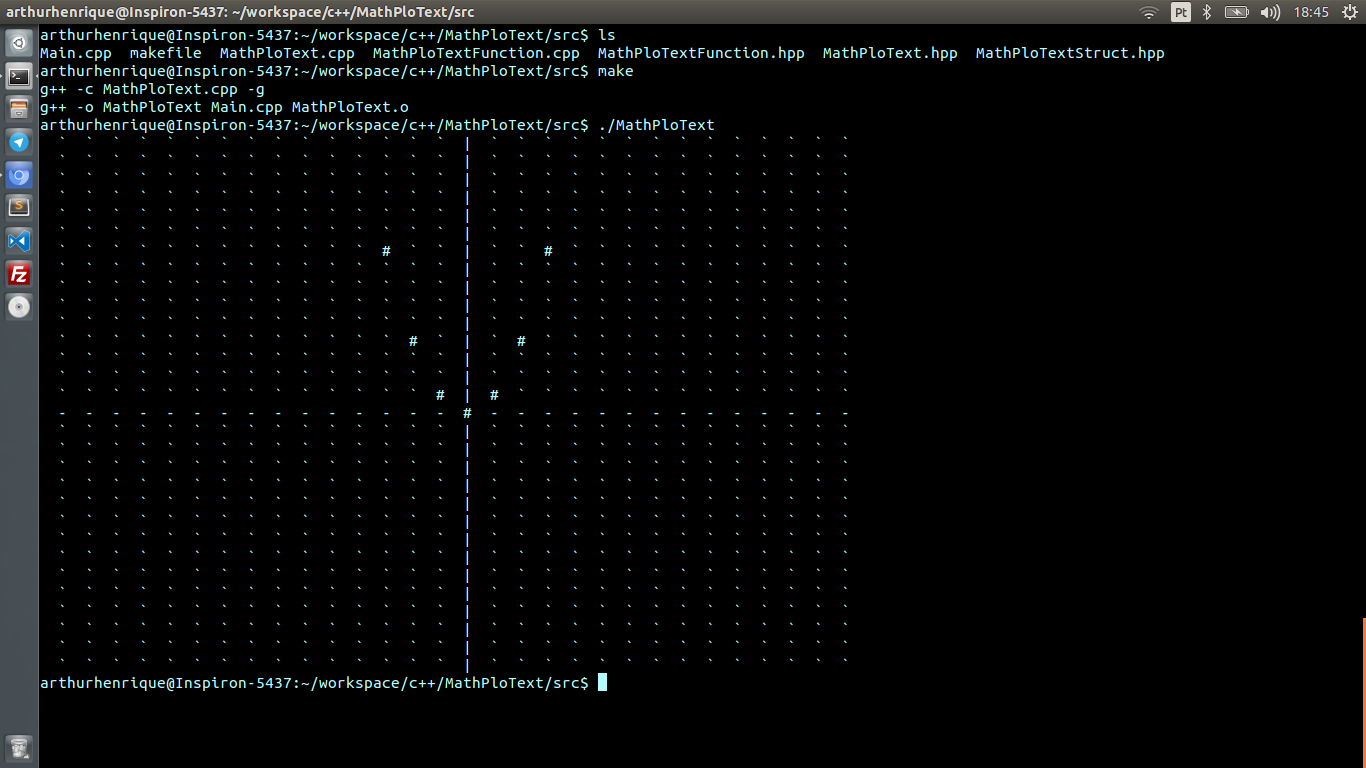 arthurhenrique@Inspiron-5437: ~/workspace/c++/MathPloText/src
Pt
18:45
arthurhenrique@Inspiron-5437:~/workspace/c++/MathPloText/src$ ls
Main.cpp  makefile  MathPloText.cpp  MathPloTextFunction.cpp  MathPloTextFunction.hpp  MathPloText.hpp  MathPloTextStruct.hpp
arthurhenrique@Inspiron-5437:~/workspace/c++/MathPloText/src$ make
g++ -c MathPloText.cpp -g
g++ -o MathPloText Main.cpp MathPloText.o
arthurhenrique@Inspiron-5437:~/workspace/c++/MathPloText/src$ ./MathPloText
  `  `  `  `  `  `  `  `  `  `  `  `  `  `  `  |  `  `  `  `  `  `  `  `  `  `  `  `  `  `
  `  `  `  `  `  `  `  `  `  `  `  `  `  `  `  |  `  `  `  `  `  `  `  `  `  `  `  `  `  `
  `  `  `  `  `  `  `  `  `  `  `  `  `  `  `  |  `  `  `  `  `  `  `  `  `  `  `  `  `  `
  `  `  `  `  `  `  `  `  `  `  `  `  `  `  `  |  `  `  `  `  `  `  `  `  `  `  `  `  `  `
  `  `  `  `  `  `  `  `  `  `  `  `  `  `  `  |  `  `  `  `  `  `  `  `  `  `  `  `  `  `
  `  `  `  `  `  `  `  `  `  `  `  `  `  `  `  |  `  `  `  `  `  `  `  `  `  `  `  `  `  `
  `  `  `  `  `  `  `  `  `  `  `  `  #  `  `  |  `  `  #  `  `  `  `  `  `  `  `  `  `  `
  `  `  `  `  `  `  `  `  `  `  `  `  `  `  `  |  `  `  `  `  `  `  `  `  `  `  `  `  `  `
  `  `  `  `  `  `  `  `  `  `  `  `  `  `  `  |  `  `  `  `  `  `  `  `  `  `  `  `  `  `
  `  `  `  `  `  `  `  `  `  `  `  `  `  `  `  |  `  `  `  `  `  `  `  `  `  `  `  `  `  `
  `  `  `  `  `  `  `  `  `  `  `  `  `  `  `  |  `  `  `  `  `  `  `  `  `  `  `  `  `  `
  `  `  `  `  `  `  `  `  `  `  `  `  `  #  `  |  `  #  `  `  `  `  `  `  `  `  `  `  `  `
  `  `  `  `  `  `  `  `  `  `  `  `  `  `  `  |  `  `  `  `  `  `  `  `  `  `  `  `  `  `
  `  `  `  `  `  `  `  `  `  `  `  `  `  `  `  |  `  `  `  `  `  `  `  `  `  `  `  `  `  `
  `  `  `  `  `  `  `  `  `  `  `  `  `  `  #  |  #  `  `  `  `  `  `  `  `  `  `  `  `  `
  -  -  -  -  -  -  -  -  -  -  -  -  -  -  -  #  -  -  -  -  -  -  -  -  -  -  -  -  -  -
  `  `  `  `  `  `  `  `  `  `  `  `  `  `  `  |  `  `  `  `  `  `  `  `  `  `  `  `  `  `
  `  `  `  `  `  `  `  `  `  `  `  `  `  `  `  |  `  `  `  `  `  `  `  `  `  `  `  `  `  `
  `  `  `  `  `  `  `  `  `  `  `  `  `  `  `  |  `  `  `  `  `  `  `  `  `  `  `  `  `  `
  `  `  `  `  `  `  `  `  `  `  `  `  `  `  `  |  `  `  `  `  `  `  `  `  `  `  `  `  `  `
  `  `  `  `  `  `  `  `  `  `  `  `  `  `  `  |  `  `  `  `  `  `  `  `  `  `  `  `  `  `
  `  `  `  `  `  `  `  `  `  `  `  `  `  `  `  |  `  `  `  `  `  `  `  `  `  `  `  `  `  `
  `  `  `  `  `  `  `  `  `  `  `  `  `  `  `  |  `  `  `  `  `  `  `  `  `  `  `  `  `  `
  `  `  `  `  `  `  `  `  `  `  `  `  `  `  `  |  `  `  `  `  `  `  `  `  `  `  `  `  `  `
  `  `  `  `  `  `  `  `  `  `  `  `  `  `  `  |  `  `  `  `  `  `  `  `  `  `  `  `  `  `
  `  `  `  `  `  `  `  `  `  `  `  `  `  `  `  |  `  `  `  `  `  `  `  `  `  `  `  `  `  `
  `  `  `  `  `  `  `  `  `  `  `  `  `  `  `  |  `  `  `  `  `  `  `  `  `  `  `  `  `  `
  `  `  `  `  `  `  `  `  `  `  `  `  `  `  `  |  `  `  `  `  `  `  `  `  `  `  `  `  `  `
  `  `  `  `  `  `  `  `  `  `  `  `  `  `  `  |  `  `  `  `  `  `  `  `  `  `  `  `  `  `
  `  `  `  `  `  `  `  `  `  `  `  `  `  `  `  |  `  `  `  `  `  `  `  `  `  `  `  `  `  `
arthurhenrique@Inspiron-5437:~/workspace/c++/MathPloText/src$